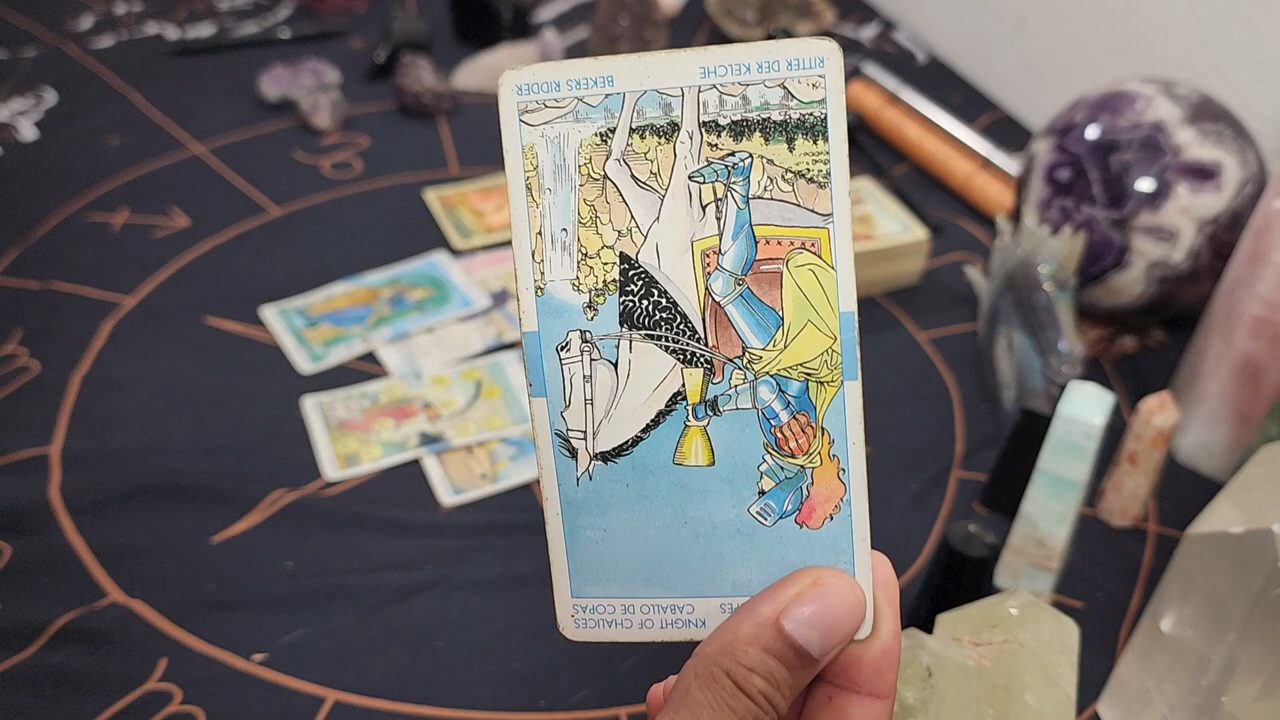 KNIGHT OF CHALICES
CABALLO DE COPAS
RITTER DER KELCHE
BEKERS RIDDER